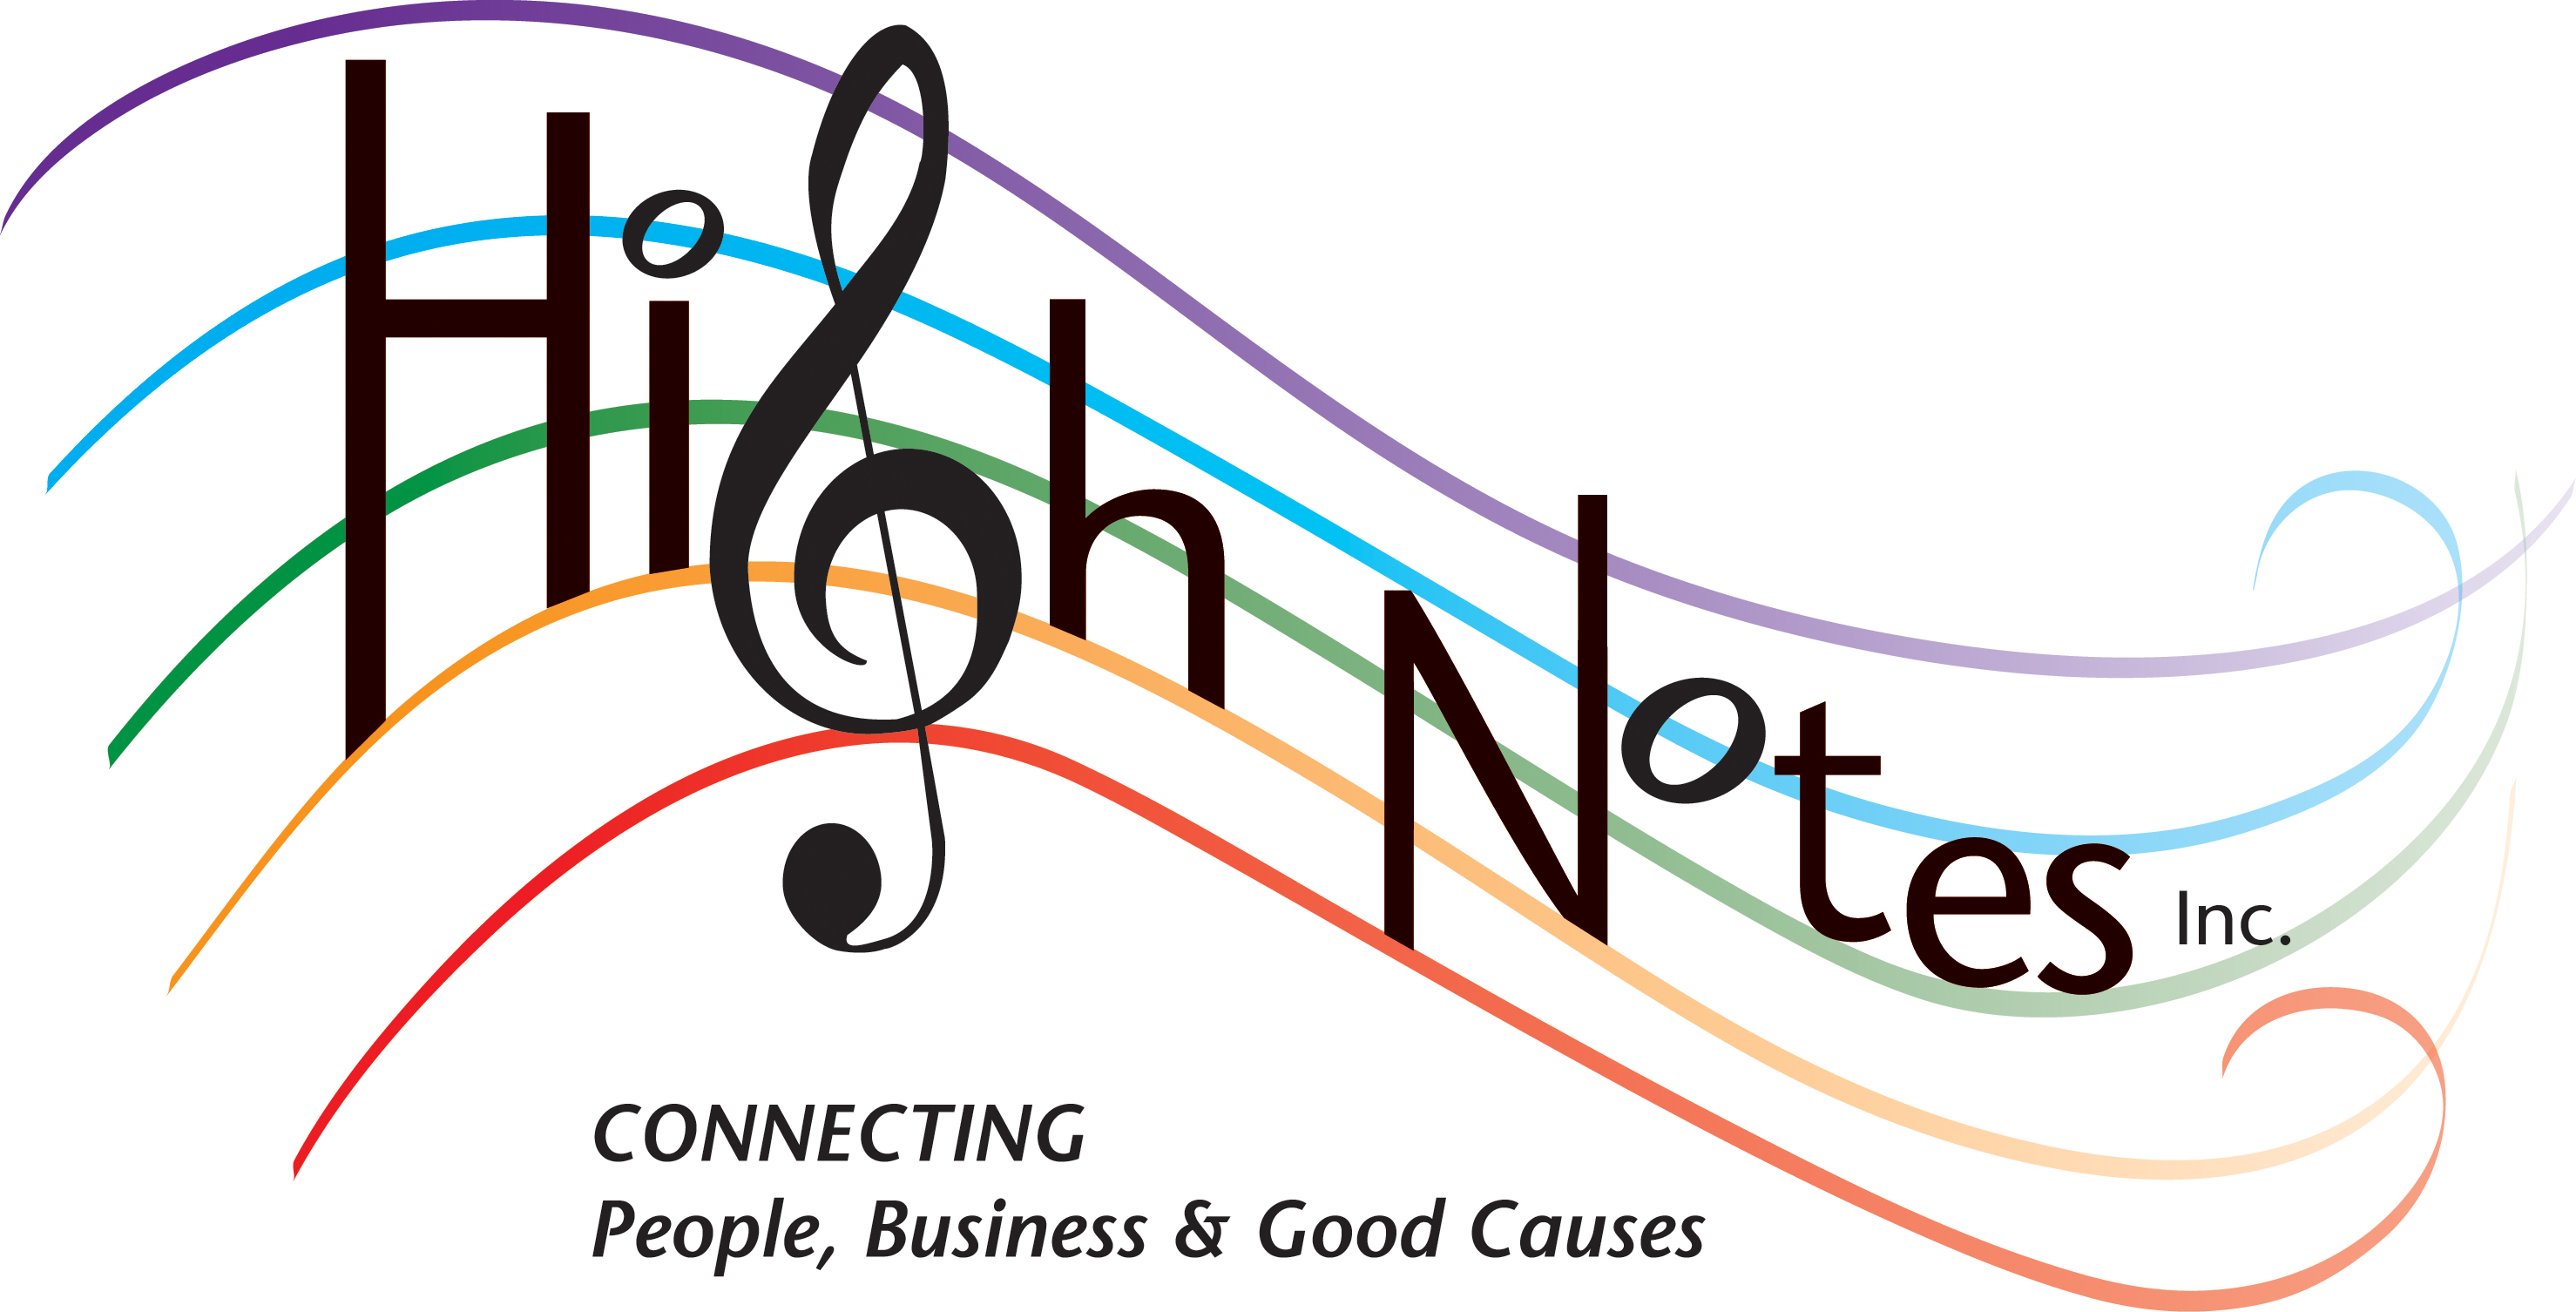 High Notes Inc.
CONNECTING
People, Business & Good Causes